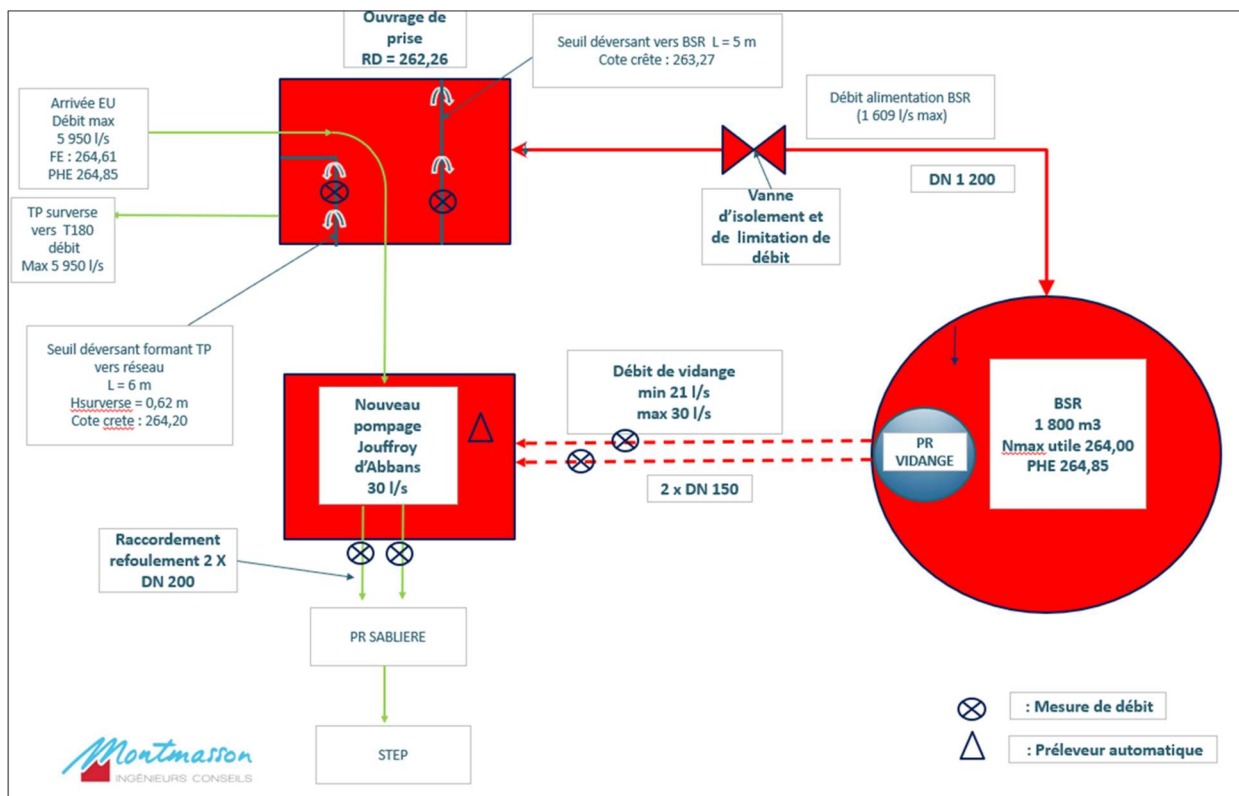 Ouvrage de
prise
RD = 262,26
Seuil déversant vers BSR  L = 5 m
Cote crête : 263,27
Arrivée EU
Débit max
5 950 l/s
FE : 264,61
PHE 264,85
Débit alimentation BSR
(1 609 l/s max)
DN 1 200
Vanne
d'isolement et
de limitation de
débit
TP surverse
vers T180
débit
Max 5 950 l/s
Seuil déversant formant TP
vers réseau
L = 6 m
Hsurverse = 0,62 m
Cote crete : 264,20
Nouveau
pompage
Jouffroy
d'Abbans
30 l/s
Débit de vidange
min 21 l/s
max 30 l/s
2 x DN 150
PR
VIDANGE
BSR
1 800 m3
Nmax utile 264,00
PHE 264,85
Raccordement
refoulement 2 X
DN 200
PR SABLIERE
STEP
: Mesure de débit
: Préleveur automatique
Montmasson
INGÉNIEURS CONSEILS